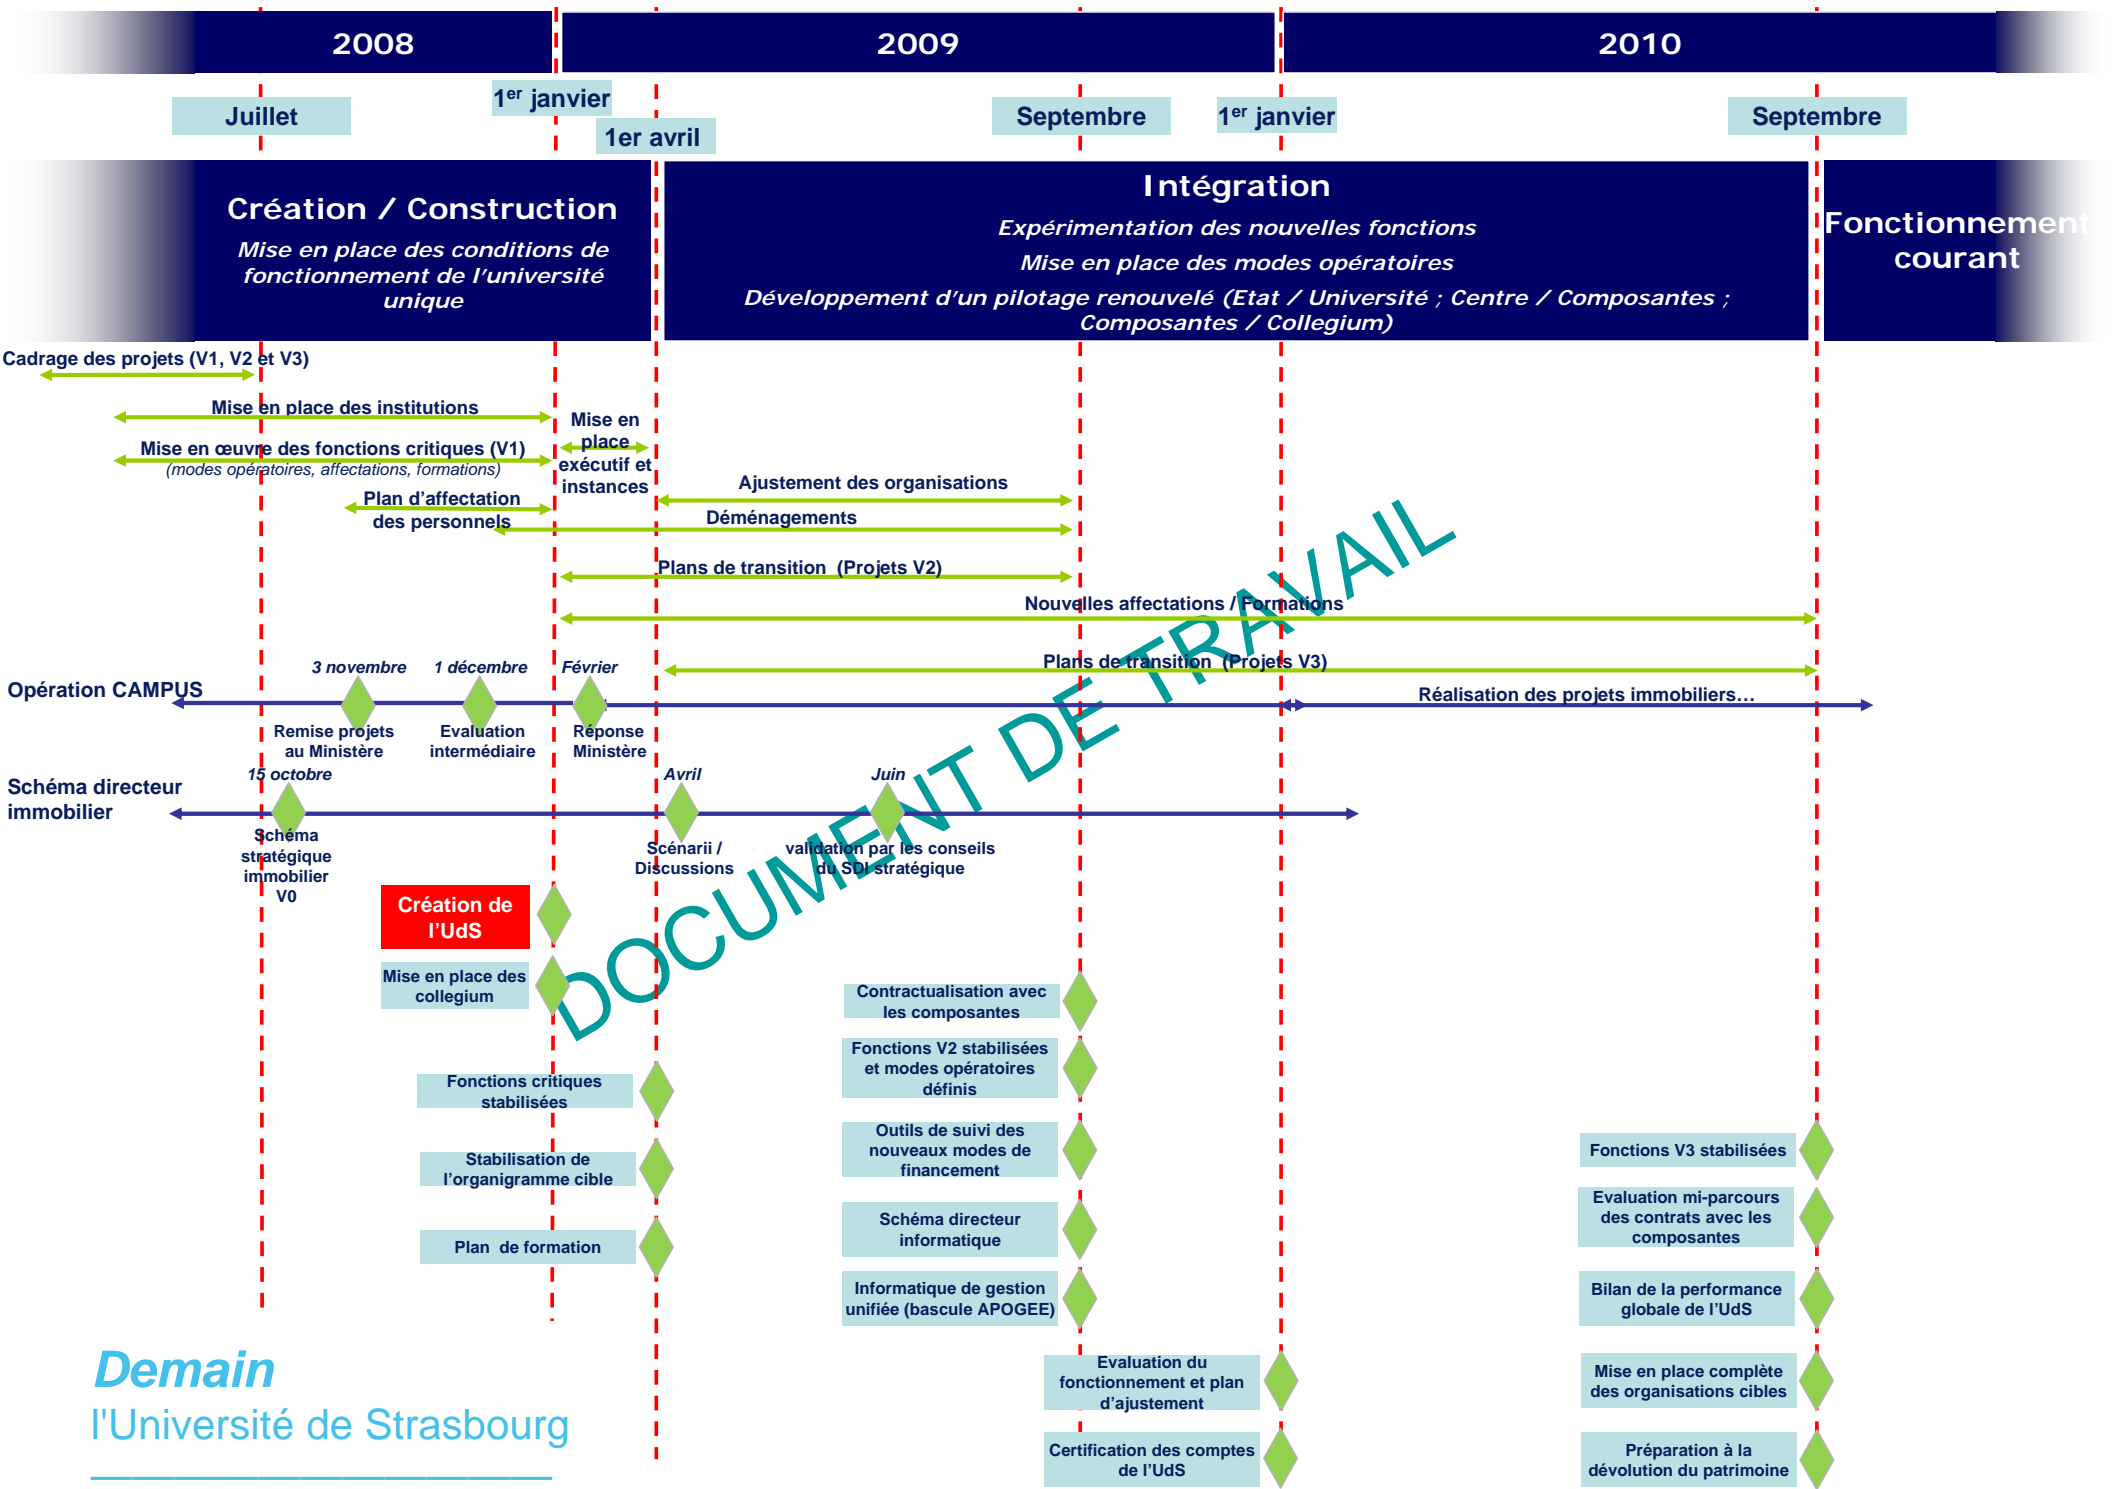 2008
2009
2010
Juillet
1er janvier
1er avril
Septembre
1er janvier
Septembre
Création / Construction
Mise en place des conditions de
fonctionnement de l'université
unique
Intégration
Expérimentation des nouvelles fonctions
Mise en place des modes opératoires
Développement d'un pilotage renouvelé (Etat / Université ; Centre / Composantes ;
Composantes / Collegium)
Fonctionnement
courant
Cadrage des projets (V1, V2 et V3)
Mise en place des institutions
Mise en œuvre des fonctions critiques (V1)
(modes opératoires, affectations, formations)
Mise en
place
exécutif et
instances
Plan d'affectation
des personnels
Ajustement des organisations
Déménagements
Plans de transition  (Projets V2)
Nouvelles affectations / Formations
Plans de transition  (Projets V3)
Opération CAMPUS
3 novembre
1 décembre
Février
Remise projets
au Ministère
Evaluation
intermédiaire
Réponse
Ministère
Réalisation des projets immobiliers…
Schéma directeur
immobilier
15 octobre
Avril
Juin
Schéma
stratégique
immobilier
V0
Scénarii /
Discussions
validation par les conseils
du SDI stratégique
DOCUMENT DE TRAVAIL
Création de
l'UdS
Mise en place des
collegium
Fonctions critiques
stabilisées
Stabilisation de
l'organigramme cible
Plan  de formation
Contractualisation avec
les composantes
Fonctions V2 stabilisées
et modes opératoires
définis
Outils de suivi des
nouveaux modes de
financement
Schéma directeur
informatique
Informatique de gestion
unifiée (bascule APOGEE)
Evaluation du
fonctionnement et plan
d'ajustement
Certification des comptes
de l'UdS
Fonctions V3 stabilisées
Evaluation mi-parcours
des contrats avec les
composantes
Bilan de la performance
globale de l'UdS
Mise en place complète
des organisations cibles
Préparation à la
dévolution du patrimoine
Demain
l'Université de Strasbourg